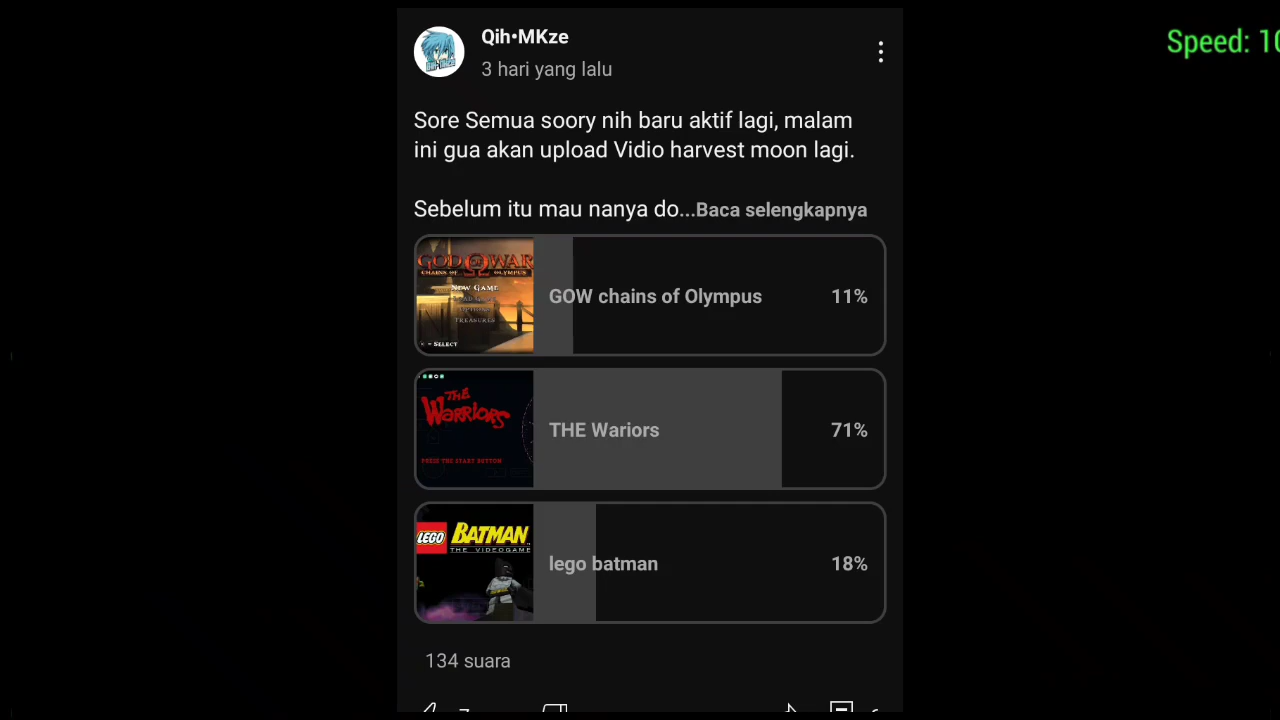 Qih•MKze
3 hari yang lalu
Speed: 10
Sore Semua soory nih baru aktif lagi, malam
ini gua akan upload Vidio harvest moon lagi.
Sebelum itu mau nanya do...Baca selengkapnya
GOD OF WAR
CHAINS OF OLYMPUS
NEW GAME
TREASURES
× = SELECT
GOW chains of Olympus 11%
THE
WARRIORS
PRESS THE START BUTTON
THE Wariors 71%
LEGO BATMAN
THE VIDEOGAME
lego batman 18%
134 suara